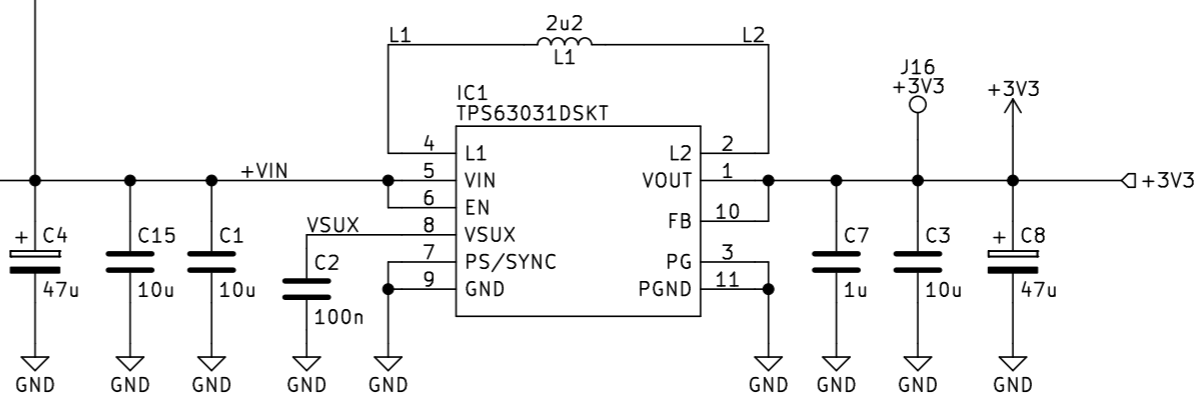 L1
2u2
L1
L2
IC1
TPS63031DSKT
J16
+3V3
+3V3
4
L1
L2
2
+VIN
5
VIN
VOUT
1
+3V3
6
EN
FB
10
VSUX
8
VSUX
7
PS/SYNC
PG
3
9
GND
PGND
11
+
C4
47u
C15
10u
C1
10u
C2
100n
C7
1u
C3
10u
+
C8
47u
GND
GND
GND
GND
GND
GND
GND
GND
GND